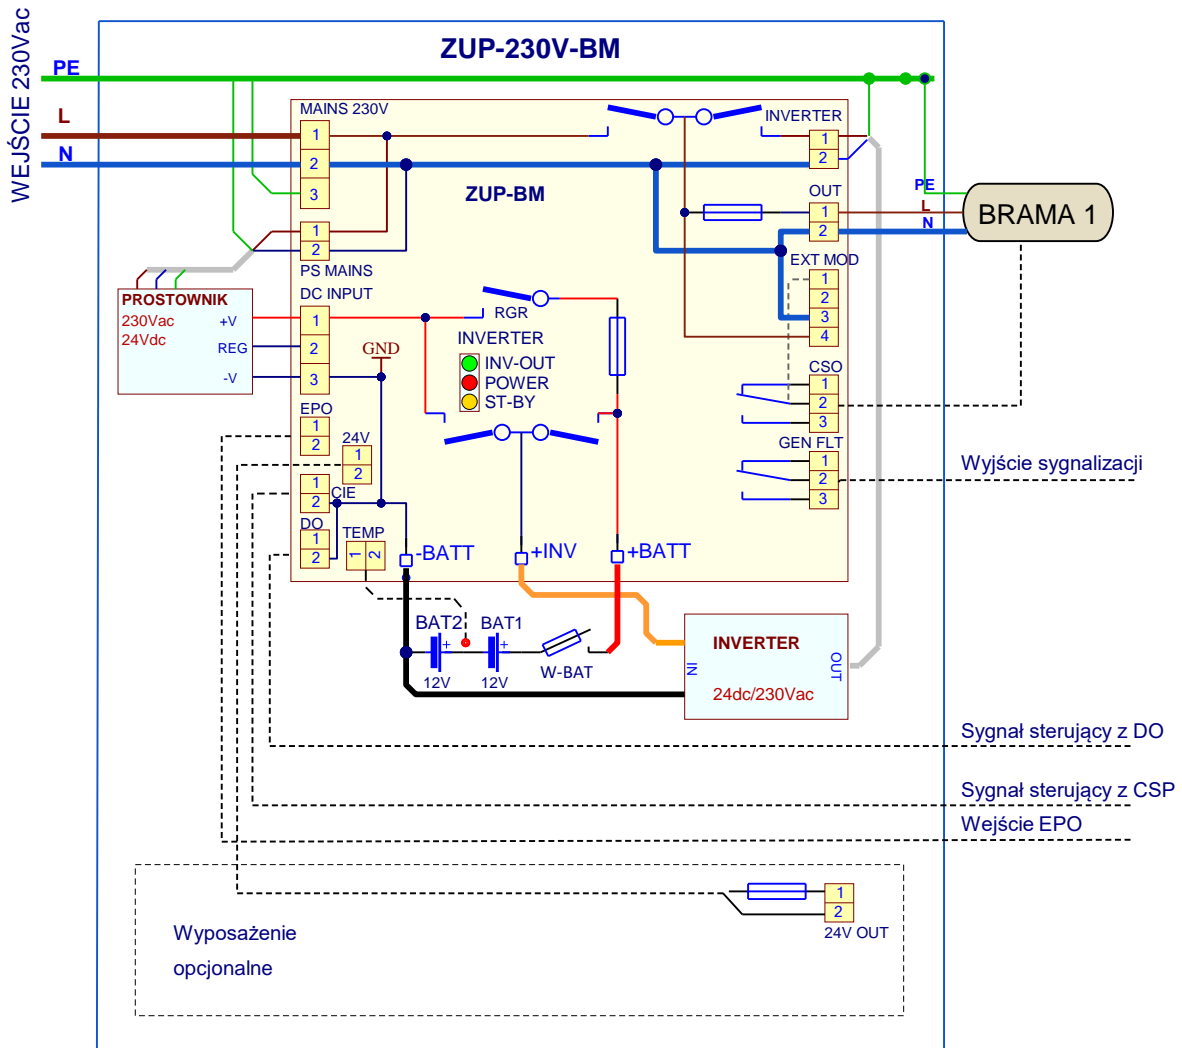 WEJŚCIE 230Vac
ZUP-230V-BM
PE
L
N
MAINS 230V
1
2
3
INVERTER
1
2
ZUP-BM
OUT
1
2
PE
L
N
BRAMA 1
1
2
PS MAINS
EXT MOD
1
2
3
4
PROSTOWNIK
230Vac
24Vdc
+V
REG
-V
DC INPUT
1
2
3
GND
RGR
INVERTER
INV-OUT
POWER
ST-BY
CSO
1
2
3
EPO
1
2
24V
1
2
GEN FLT
1
2
3
Wyjście sygnalizacji
1
2
CIE
DO
1
2
TEMP
1
2
-BATT
+INV
+BATT
BAT2
+
12V
BAT1
+
12V
W-BAT
INVERTER
IN
OUT
24dc/230Vac
Sygnał sterujący z DO
Sygnał sterujący z CSP
Wejście EPO
1
2
24V OUT
Wyposażenie
opcjonalne